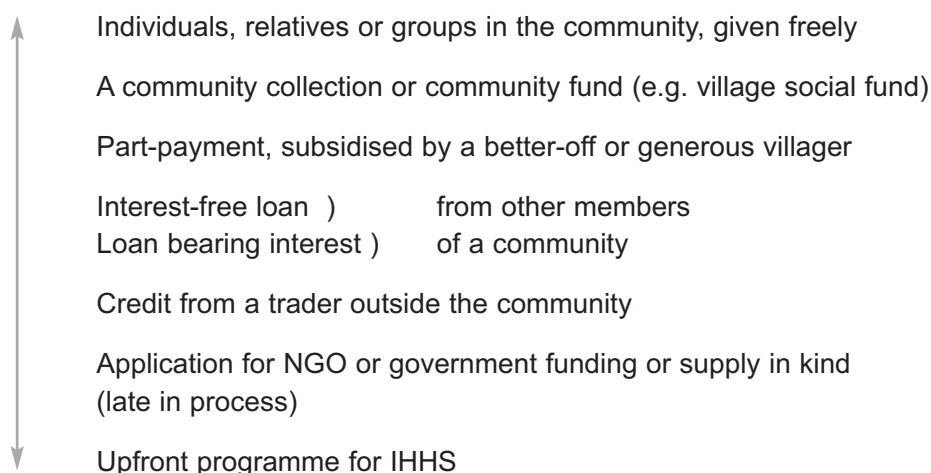 Individuals, relatives or groups in the community, given freely
A community collection or community fund (e.g. village social fund)
Part-payment, subsidised by a better-off or generous villager
Interest-free loan ) from other members
Loan bearing interest ) of a community
Credit from a trader outside the community
Application for NGO or government funding or supply in kind
(late in process)
Upfront programme for IHHS